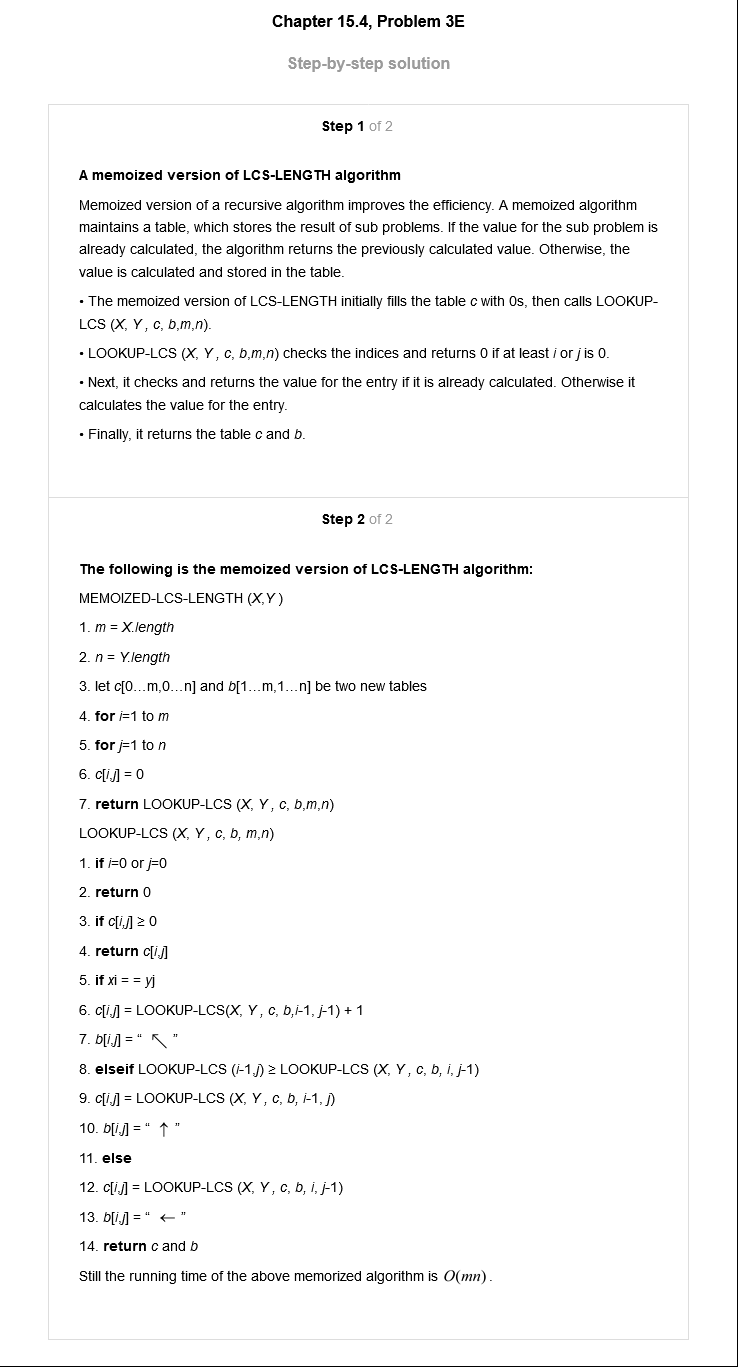 Chapter 15.4, Problem 3E
Step-by-step solution
Step 1 of 2
A memoized version of LCS-LENGTH algorithm
Memoized version of a recursive algorithm improves the efficiency. A memoized algorithm
maintains a table, which stores the result of sub problems. If the value for the sub problem is
already calculated, the algorithm returns the previously calculated value. Otherwise, the
value is calculated and stored in the table.
• The memoized version of LCS-LENGTH initially fills the table c with 0s, then calls LOOKUP-
LCS (X, Y , c, b,m,n).
• LOOKUP-LCS (X, Y , c, b,m,n) checks the indices and returns 0 if at least i or j is 0.
• Next, it checks and returns the value for the entry if it is already calculated. Otherwise it
calculates the value for the entry.
• Finally, it returns the table c and b.
Step 2 of 2
The following is the memoized version of LCS-LENGTH algorithm:
MEMOIZED-LCS-LENGTH (X,Y )
1. m = X.length
2. n = Y.length
3. let c[0…m,0…n] and b[1…m,1…n] be two new tables
4. for i=1 to m
5. for j=1 to n
6. c[i,j] = 0
7. return LOOKUP-LCS (X, Y , c, b,m,n)
LOOKUP-LCS (X, Y , c, b, m,n)
1. if i=0 or j=0
2. return 0
3. if c[i,j] ≥ 0
4. return c[i,j]
5. if xi = = yj
6. c[i,j] = LOOKUP-LCS(X, Y , c, b,i-1, j-1) + 1
7. b[i,j] = “ ↖ ”
8. elseif LOOKUP-LCS (i-1,j) ≥ LOOKUP-LCS (X, Y , c, b, i, j-1)
9. c[i,j] = LOOKUP-LCS (X, Y , c, b, i-1, j)
10. b[i,j] = “ ↑ ”
11. else
12. c[i,j] = LOOKUP-LCS (X, Y , c, b, i, j-1)
13. b[i,j] = “ ← ”
14. return c and b
Still the running time of the above memorized algorithm is O(mn).